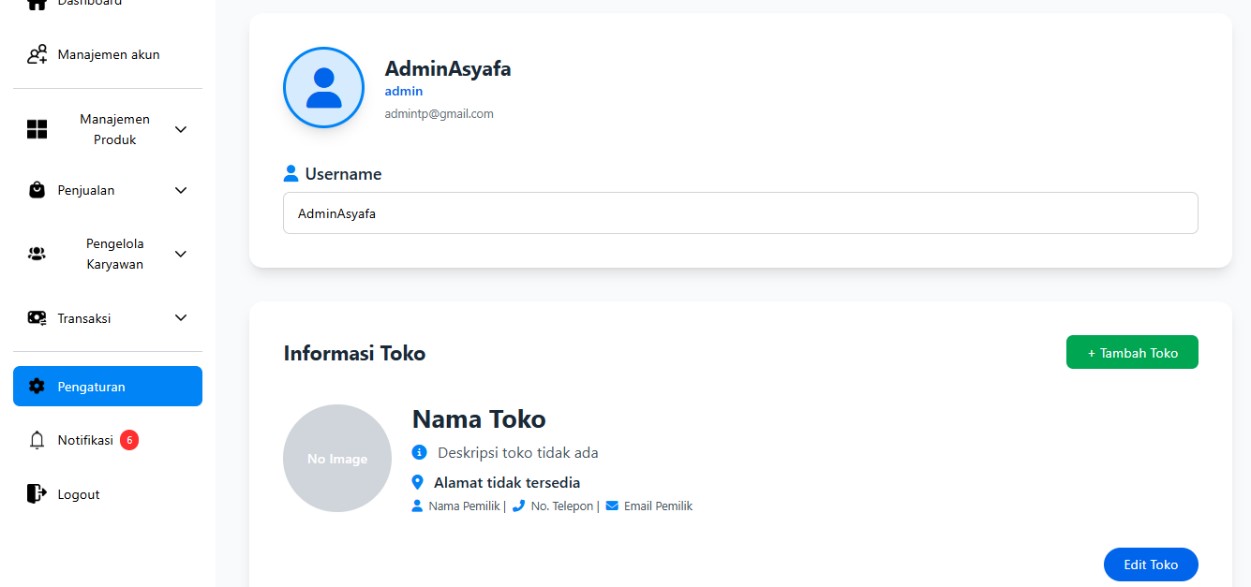 Dashboard
Manajemen akun
Manajemen
Produk
Penjualan
Pengelola
Karyawan
Transaksi
Pengaturan
Notifikasi 6
Logout
AdminAsyafa
admin
admintp@gmail.com
Username
AdminAsyafa
Informasi Toko
+ Tambah Toko
No Image
Nama Toko
Deskripsi toko tidak ada
Alamat tidak tersedia
Nama Pemilik | No. Telepon | Email Pemilik
Edit Toko